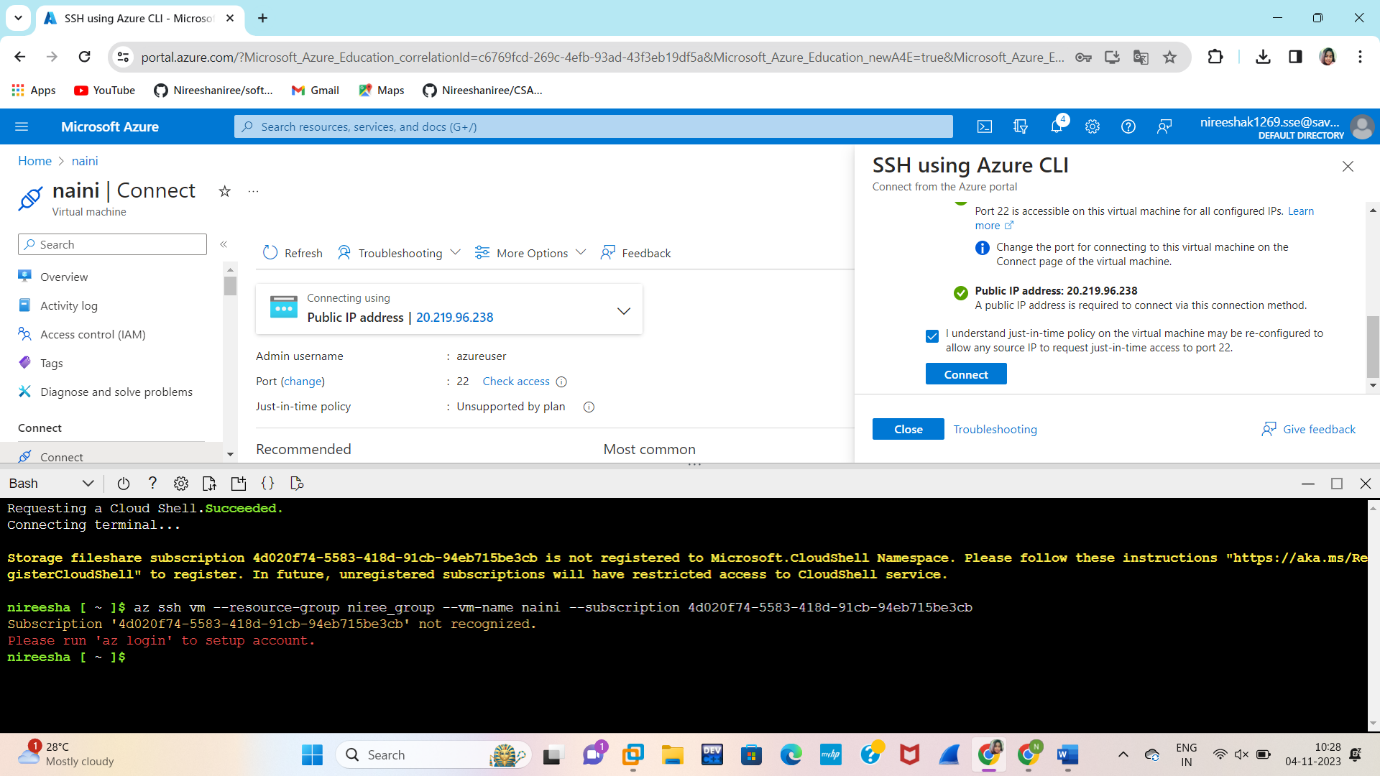 SSH using Azure CLI - Microso
portal.azure.com/?Microsoft_Azure_Education_correlationId=c6769fcd-269c-4efb-93ad-43f3eb19df5a&Microsoft_Azure_Education_newA4E=true&Microsoft_Azure_E...
Apps YouTube Nireeshaniree/soft... Gmail Maps Nireeshaniree/CSA...
Microsoft Azure
Search resources, services, and docs (G+/)
4
nireeshak1269.sse@sav...
DEFAULT DIRECTORY
Home > naini
naini | Connect
Virtual machine
Search
Overview
Activity log
Access control (IAM)
Tags
Diagnose and solve problems
Connect
Connect
Refresh Troubleshooting More Options Feedback
Connecting using
Public IP address | 20.219.96.238
Admin username : azureuser
Port (change) : 22 Check access
Just-in-time policy : Unsupported by plan
Recommended Most common
SSH using Azure CLI
Connect from the Azure portal
Port 22 is accessible on this virtual machine for all configured IPs. Learn
more
Change the port for connecting to this virtual machine on the
Connect page of the virtual machine.
Public IP address: 20.219.96.238
A public IP address is required to connect via this connection method.
I understand just-in-time policy on the virtual machine may be re-configured to
allow any source IP to request just-in-time access to port 22.
Connect
Close Troubleshooting Give feedback
Bash
Requesting a Cloud Shell.Succeeded.
Connecting terminal...
Storage fileshare subscription 4d020f74-5583-418d-91cb-94eb715be3cb is not registered to Microsoft.CloudShell Namespace. Please follow these instructions "https://aka.ms/Re
gisterCloudShell" to register. In future, unregistered subscriptions will have restricted access to CloudShell service.
nireesha [ ~ ]$ az ssh vm --resource-group niree_group --vm-name naini --subscription 4d020f74-5583-418d-91cb-94eb715be3cb
Subscription '4d020f74-5583-418d-91cb-94eb715be3cb' not recognized.
Please run 'az login' to setup account.
nireesha [ ~ ]$
1
28°C
Mostly cloudy
Search
1
DEV
myhp
N
ENG
IN
10:28
04-11-2023